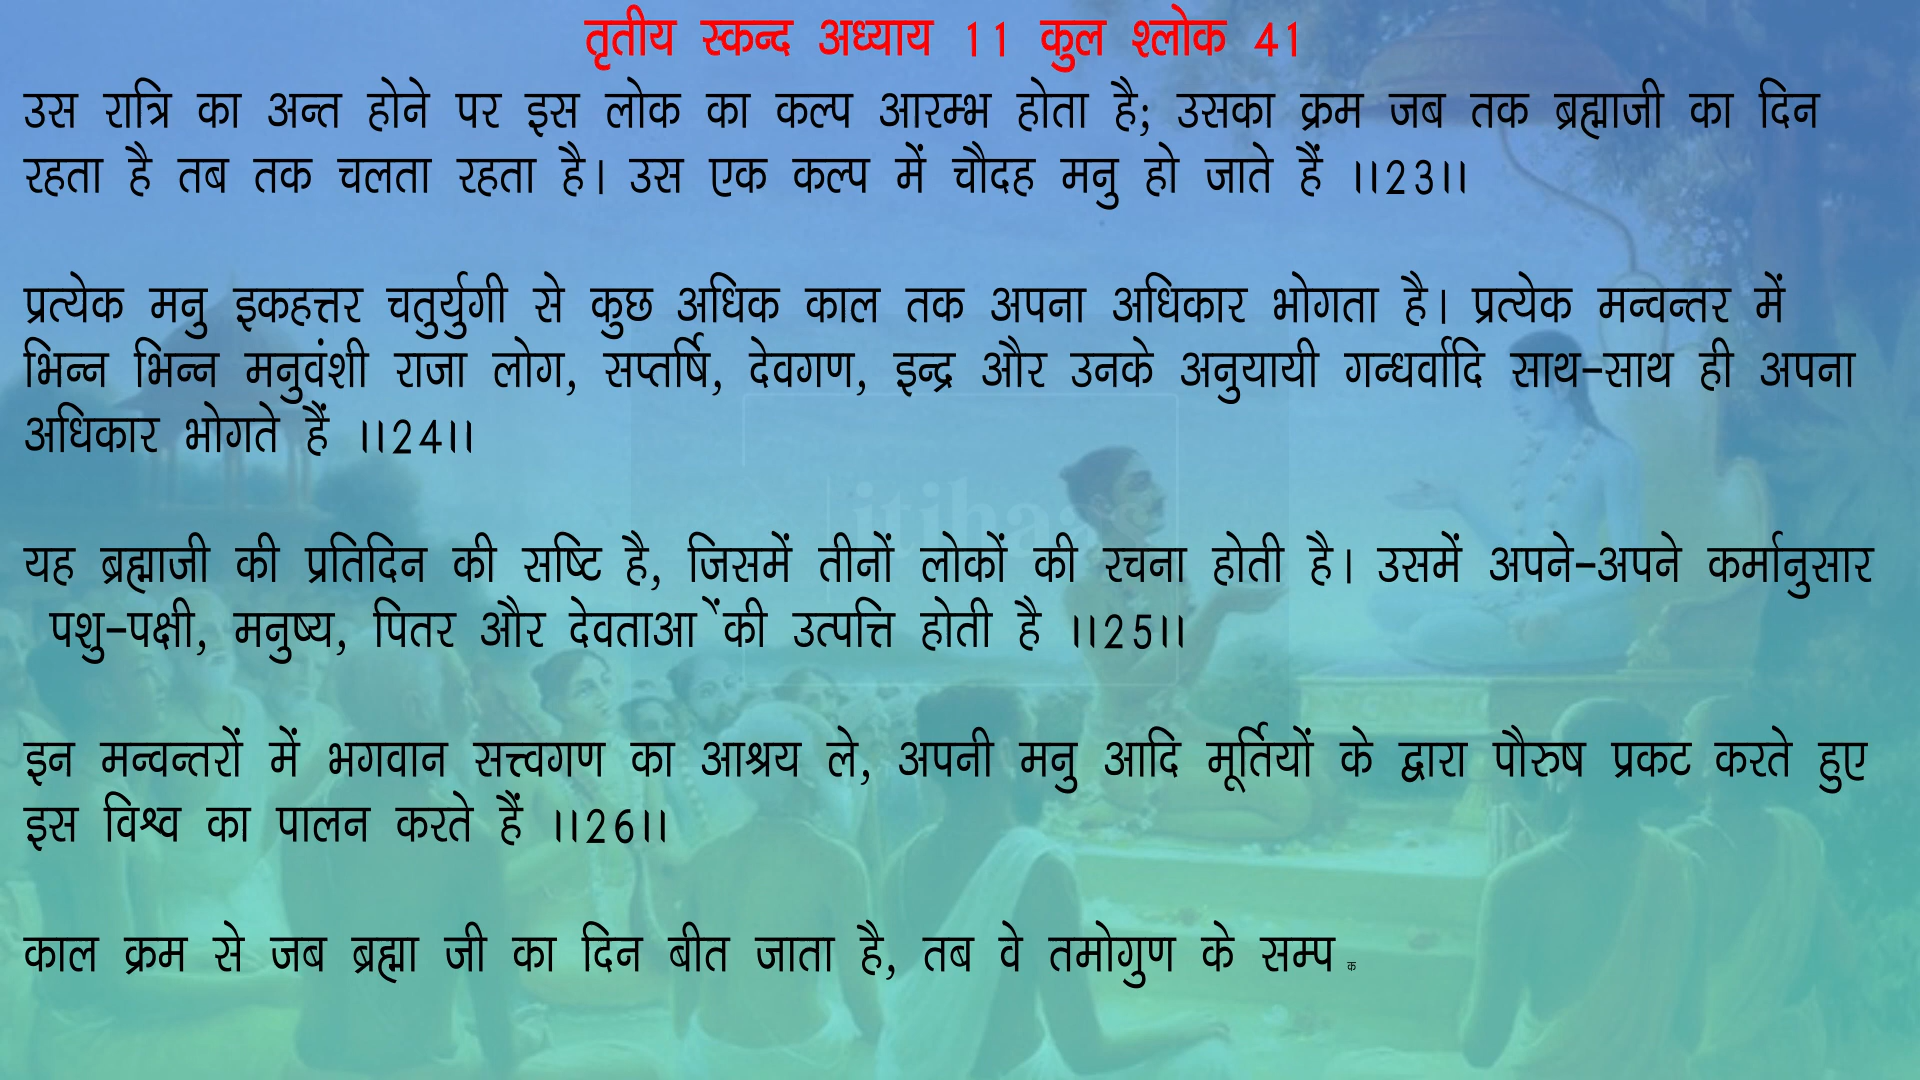 तृतीय स्कन्द अध्याय 11 कुल श्लोक 41
उस रात्रि का अन्त होने पर इस लोक का कल्प आरम्भ होता है; उसका क्रम जब तक ब्रह्माजी का दिन
रहता है तब तक चलता रहता है। उस एक कल्प में चौदह मनु हो जाते हैं ।।23।।
प्रत्येक मनु इकहत्तर चतुर्युगी से कुछ अधिक काल तक अपना अधिकार भोगता है। प्रत्येक मन्वन्तर में
भिन्न भिन्न मनुवंशी राजा लोग, सप्तर्षि, देवगण, इन्द्र और उनके अनुयायी गन्धर्वादि साथ-साथ ही अपना
अधिकार भोगते हैं ।।24।।
यह ब्रह्माजी की प्रतिदिन की सष्टि है, जिसमें तीनों लोकों की रचना होती है। उसमें अपने-अपने कर्मानुसार
पशु-पक्षी, मनुष्य, पितर और देवताआें की उत्पत्ति होती है ।।25।।
इन मन्वन्तरों में भगवान सत्त्वगण का आश्रय ले, अपनी मनु आदि मूर्तियों के द्वारा पौरुष प्रकट करते हुए
इस विश्व का पालन करते हैं ।।26।।
काल क्रम से जब ब्रह्मा जी का दिन बीत जाता है, तब वे तमोगुण के सम्प क